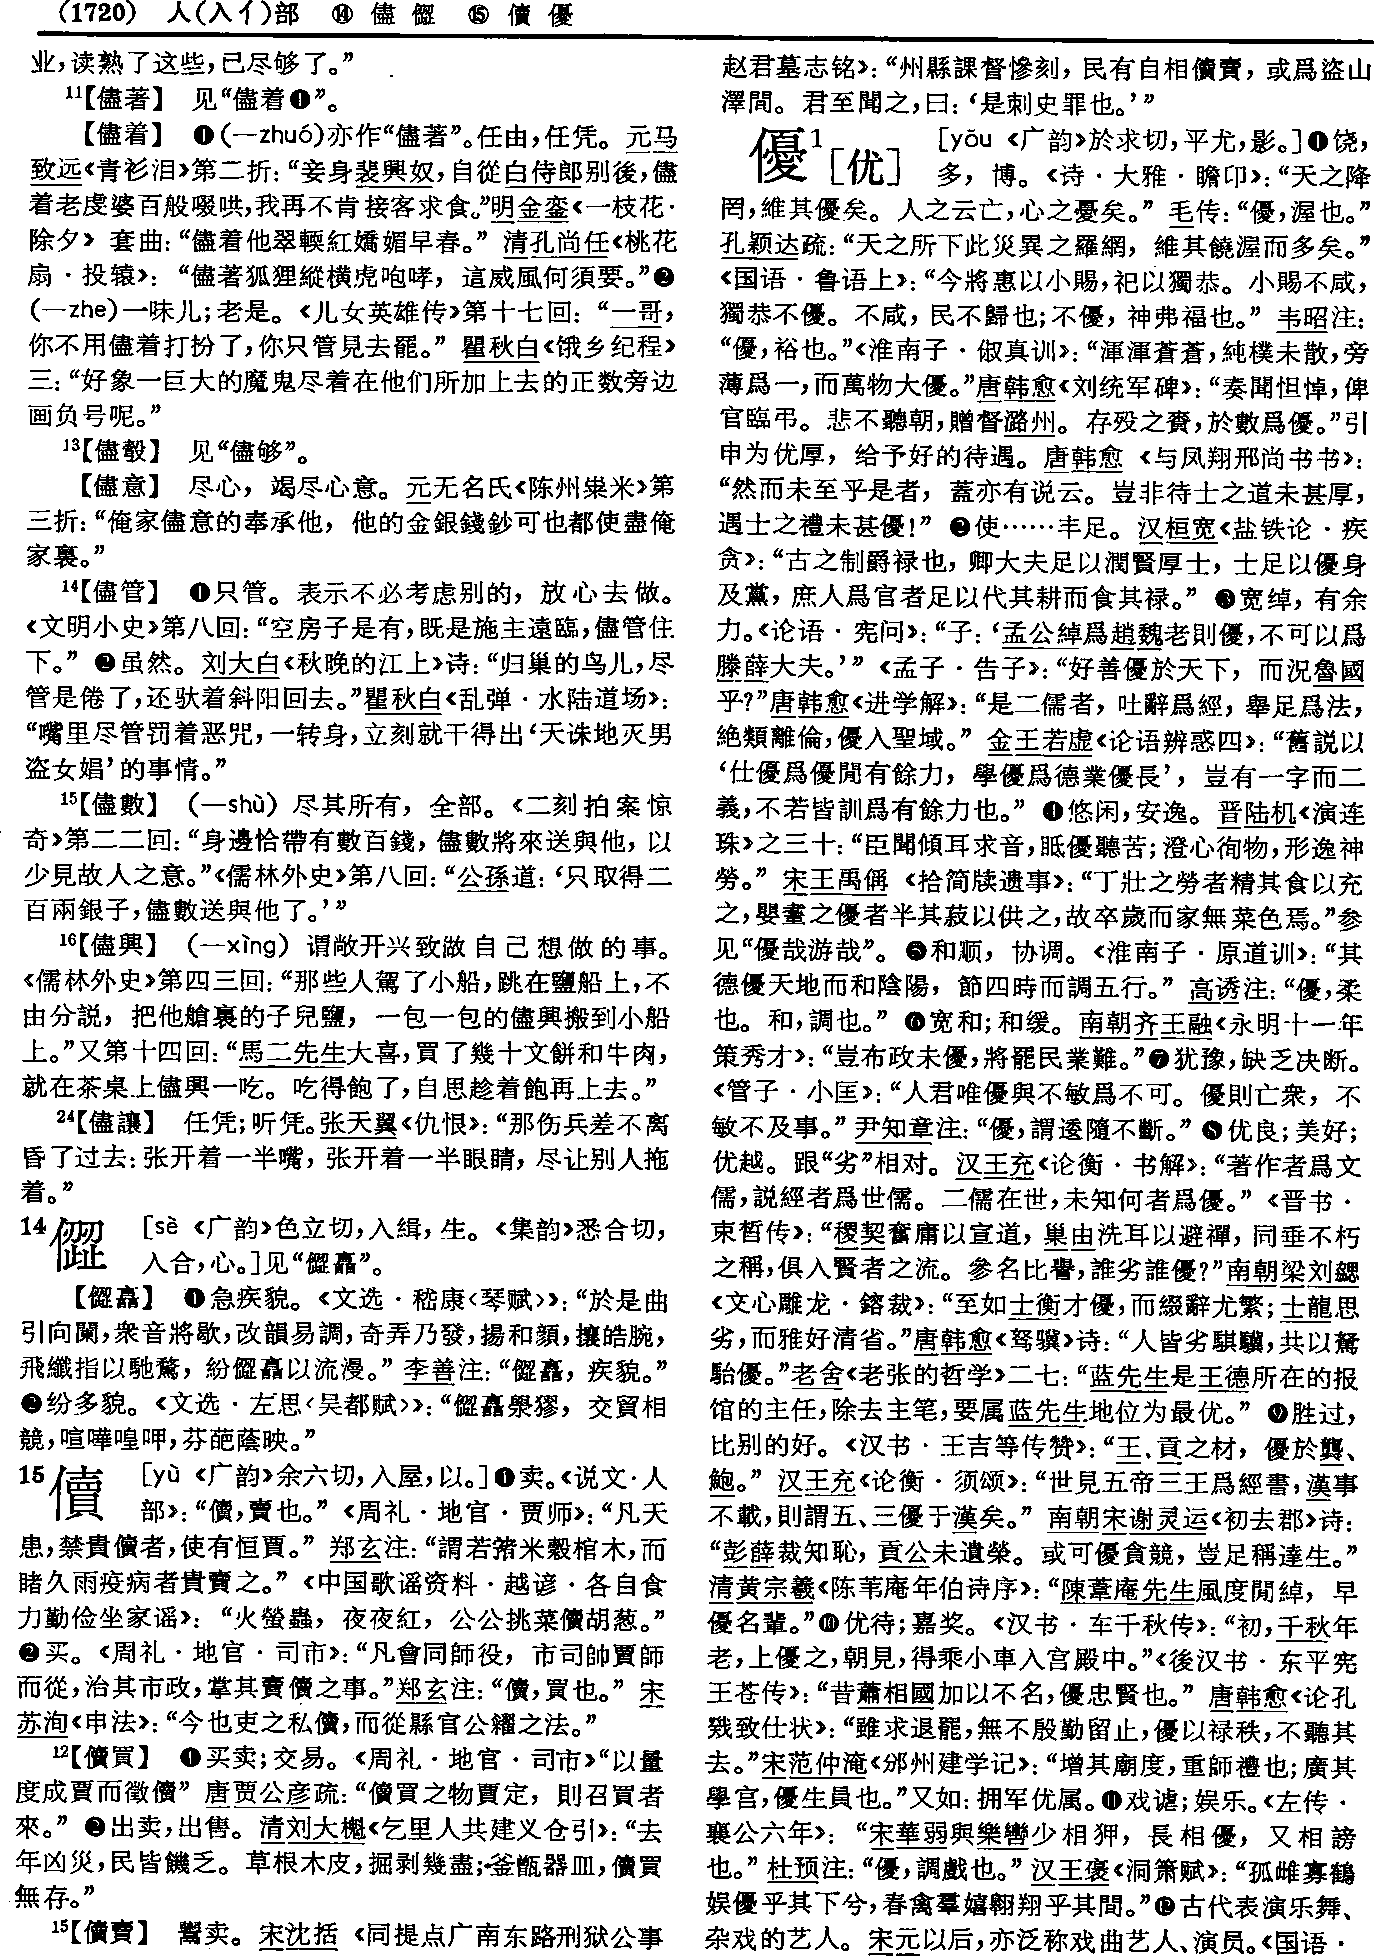 (1720) 人(入亻)部 ⑭ 儘 儮 ⑮ 儥 優
业，读熟了这些，已尽够了。”
11【儘著】 见“儘着❶”。
【儘着】 ❶(—zhuó)亦作“儘著”。任由，任凭。元马
致远《青衫泪》第二折：“妾身裴興奴，自從白侍郎别後，儘
着老虔婆百般啜哄，我再不肯接客求食。”明金銮《一枝花·
除夕》套曲：“儘着他翠輭紅嬌媚早春。” 清孔尚任《桃花
扇·投辕》：“儘著狐狸縱横虎咆哮，這威風何須要。”❷
(—zhe)一味儿；老是。《儿女英雄传》第十七回：“一哥，
你不用儘着打扮了，你只管見去罷。” 瞿秋白《饿乡纪程》
三：“好象一巨大的魔鬼尽着在他们所加上去的正数旁边
画负号呢。”
13【儘彀】 见“儘够”。
【儘意】 尽心，竭尽心意。元无名氏《陈州粜米》第
三折：“俺家儘意的奉承他，他的金銀錢鈔可也都使盡俺
家裏。”
14【儘管】 ❶只管。表示不必考虑别的，放心去做。
《文明小史》第八回：“空房子是有，既是施主遠臨，儘管住
下。” ❷虽然。刘大白《秋晚的江上》诗：“归巢的鸟儿，尽
管是倦了，还驮着斜阳回去。”瞿秋白《乱弹·水陆道场》：
“嘴里尽管罚着恶咒，一转身，立刻就干得出‘天诛地灭男
盗女娼’的事情。”
15【儘數】 (—shù) 尽其所有，全部。《二刻拍案惊
奇》第二二回：“身邊恰帶有數百錢，儘數將來送與他，以
少見故人之意。”《儒林外史》第八回：“公孫道：‘只取得二
百兩銀子，儘數送與他了。’”
16【儘興】 (—xìng) 谓敞开兴致做自己想做的事。
《儒林外史》第四三回：“那些人駕了小船，跳在鹽船上，不
由分説，把他艙裏的子兒鹽，一包一包的儘興搬到小船
上。”又第十四回：“馬二先生大喜，買了幾十文餅和牛肉，
就在茶桌上儘興一吃。吃得飽了，自思趁着飽再上去。”
24【儘讓】 任凭；听凭。张天翼《仇恨》：“那伤兵差不离
昏了过去：张开着一半嘴，张开着一半眼睛，尽让别人拖
着。”
14 [sè 《广韵》色立切，入緝，生。《集韵》悉合切，
入合，心。]见
❶急疾貌。《文选·嵇康〈琴赋〉》：“於是曲
引向闌，衆音將歇，改韻易調，奇弄乃發，揚和顔，攘皓腕，
飛纖指以馳騖，紛以流漫。” 李善注：“疾貌。”
❷纷多貌。《文选·左思〈吴都赋〉》：“，交貿相
競，喧嘩喤呷，芬葩蔭映。”
15 儥 [yù 《广韵》余六切，入屋，以。]❶卖。《说文·人
部》：“儥，賣也。” 《周礼·地官·贾师》：“凡天
患，禁貴儥者，使有恒賈。” 郑玄注：“謂若豬米穀棺木，而
睹久雨疫病者貴賣之。”《中国歌谣资料·越谚·各自食
力勤俭坐家谣》：“火螢蟲，夜夜紅，公公挑菜儥胡葱。”
❷买。《周礼·地官·司市》：“凡會同師役，市司帥賈師
而從，治其市政，掌其賣儥之事。”郑玄注：“儥，買也。” 宋
苏洵《申法》：“今也吏之私儥，而從縣官公糴之法。”
12【儥買】 ❶买卖；交易。《周礼·地官·司市》“以量
度成賈而徵儥” 唐贾公彦疏：“儥買之物賈定，則召買者
來。” ❷出卖，出售。清刘大櫆《乞里人共建义仓引》：“去
年凶災，民皆饑乏。草根木皮，掘剥幾盡；釜甑器皿，儥買
無存。”
15【儥賣】 鬻卖。宋沈括《同提点广南东路刑狱公事
赵君墓志铭》：“州縣課督慘刻，民有自相儥賣，或爲盜山
澤間。君至聞之，曰：‘是刺史罪也。’”
優1[优] [yōu 《广韵》於求切，平尤，影。]❶饶，
多，博。《诗·大雅·瞻卬》：“天之降
罔，維其優矣。人之云亡，心之憂矣。” 毛传：“優，渥也。”
孔颖达疏：“天之所下此災異之羅網，維其饒渥而多矣。”
《国语·鲁语上》：“今將惠以小賜，祀以獨恭。小賜不咸，
獨恭不優。不咸，民不歸也；不優，神弗福也。” 韦昭注：
“優，裕也。”《淮南子·俶真训》：“渾渾蒼蒼，純樸未散，旁
薄爲一，而萬物大優。”唐韩愈《刘统军碑》：“奏聞怛悼，俾
官臨弔。悲不聽朝，贈督潞州。存殁之賚，於數爲優。”引
申为优厚，给予好的待遇。唐韩愈《与凤翔邢尚书书》：
“然而未至乎是者，蓋亦有说云。豈非待士之道未甚厚，
遇士之禮未甚優！” ❷使……丰足。汉桓宽《盐铁论·疾
贪》：“古之制爵禄也，卿大夫足以潤賢厚士，士足以優身
及黨，庶人爲官者足以代其耕而食其禄。” ❸宽绰，有余
力。《论语·宪问》：“子：‘孟公綽爲趙魏老則優，不可以爲
滕薛大夫。’” 《孟子·告子》：“好善優於天下，而況魯國
乎？”唐韩愈《进学解》：“是二儒者，吐辭爲經，舉足爲法，
絶類離倫，優入聖域。” 金王若虚《论语辨惑四》：“舊説以
‘仕優爲優閒有餘力，學優爲德業優長’，豈有一字而二
義，不若皆訓爲有餘力也。” ❹悠闲，安逸。晋陆机《演连
珠》之三十：“臣聞傾耳求音，眂優聽苦；澄心徇物，形逸神
勞。” 宋王禹偁《拾简牍遗事》：“丁壯之勞者精其食以充
之，嬰耋之優者半其菽以供之，故卒歲而家無菜色焉。”参
见“優哉游哉”。❺和顺，协调。《淮南子·原道训》：“其
德優天地而和陰陽，節四時而調五行。” 高诱注：“優，柔
也。和，調也。” ❻宽和；和缓。南朝齐王融《永明十一年
策秀才》：“豈布政未優，將罷民業難。”❼犹豫，缺乏决断。
《管子·小匡》：“人君唯優與不敏爲不可。優則亡衆，不
敏不及事。” 尹知章注：“優，謂逶隨不斷。” ❽优良；美好；
优越。跟“劣”相对。汉王充《论衡·书解》：“著作者爲文
儒，説經者爲世儒。二儒在世，未知何者爲優。” 《晋书·
束晳传》：“稷契奮庸以宣道，巢由洗耳以避禪，同垂不朽
之稱，俱入賢者之流。參名比譽，誰劣誰優？”南朝梁刘勰
《文心雕龙·鎔裁》：“至如士衡才優，而綴辭尤繁；士龍思
劣，而雅好清省。”唐韩愈《驽骥》诗：“人皆劣騏驥，共以駑
駘優。”老舍《老张的哲学》二七：“蓝先生是王德所在的报
馆的主任，除去主笔，要属蓝先生地位为最优。” ❾胜过，
比别的好。《汉书·王吉等传赞》：“王、貢之材，優於龔、
鮑。” 汉王充《论衡·须颂》：“世見五帝三王爲經書，漢事
不載，則謂五、三優于漢矣。” 南朝宋谢灵运《初去郡》诗：
“彭薛裁知恥，貢公未遺榮。或可優貪競，豈足稱達生。”
清黄宗羲《陈苇庵年伯诗序》：“陳葦庵先生風度閒綽，早
優名輩。”❿优待；嘉奖。《汉书·车千秋传》：“初，千秋年
老，上優之，朝見，得乘小車入宫殿中。”《後汉书·东平宪
王苍传》：“昔蕭相國加以不名，優忠賢也。” 唐韩愈《论孔
戣致仕状》：“雖求退罷，無不殷勤留止，優以禄秩，不聽其
去。”宋范仲淹《邠州建学记》：“增其廟度，重師禮也；廣其
學官，優生員也。”又如：拥军优属。⓫戏谑；娱乐。《左传·
襄公六年》：“宋華弱與樂轡少相狎，長相優，又相謗
也。” 杜预注：“優，調戲也。” 汉王褒《洞箫赋》：“孤雌寡鶴
娱優乎其下兮，春禽羣嬉翱翔乎其間。”⓬古代表演乐舞、
杂戏的艺人。宋元以后，亦泛称戏曲艺人、演员。《国语·